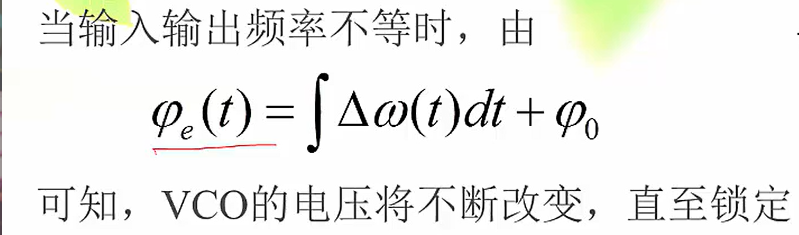 当输入输出频率不等时，由
φₑ(t) = ∫Δω(t)dt + φ₀
可知，VCO的电压将不断改变，直至锁定